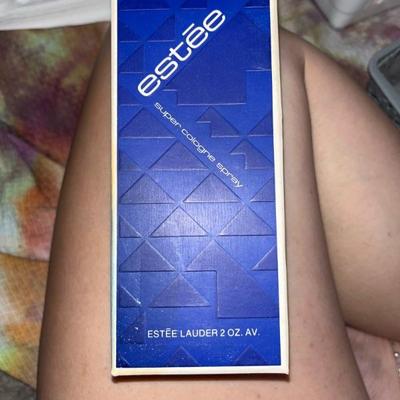 estēe
super cologne spray
ESTĒE LAUDER 2 OZ. AV.